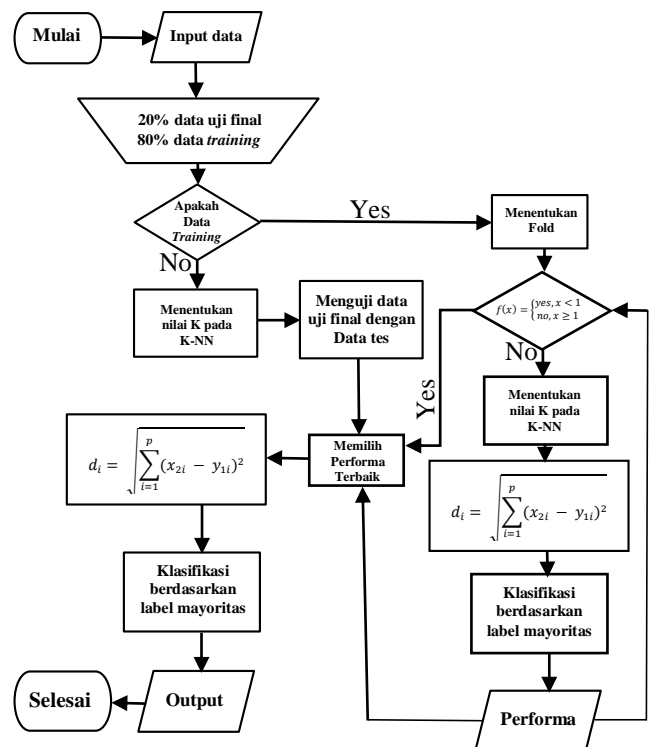 Mulai
Input data
20% data uji final
80% data training
Apakah
Data
Training
Yes
Menentukan
Fold
No
Menentukan
nilai K pada
K-NN
Menguji data
uji final dengan
Data tes
f(x) = {yes, x < 1
no, x ≥ 1
No
Yes
Menentukan
nilai K pada
K-NN
Memilih
Performa
Terbaik
d_i = √∑_{i=1}^{p}(x_{2i} − y_{1i})^2
d_i = √∑_{i=1}^{p}(x_{2i} − y_{1i})^2
Klasifikasi
berdasarkan
label mayoritas
Klasifikasi
berdasarkan
label mayoritas
Selesai
Output
Performa